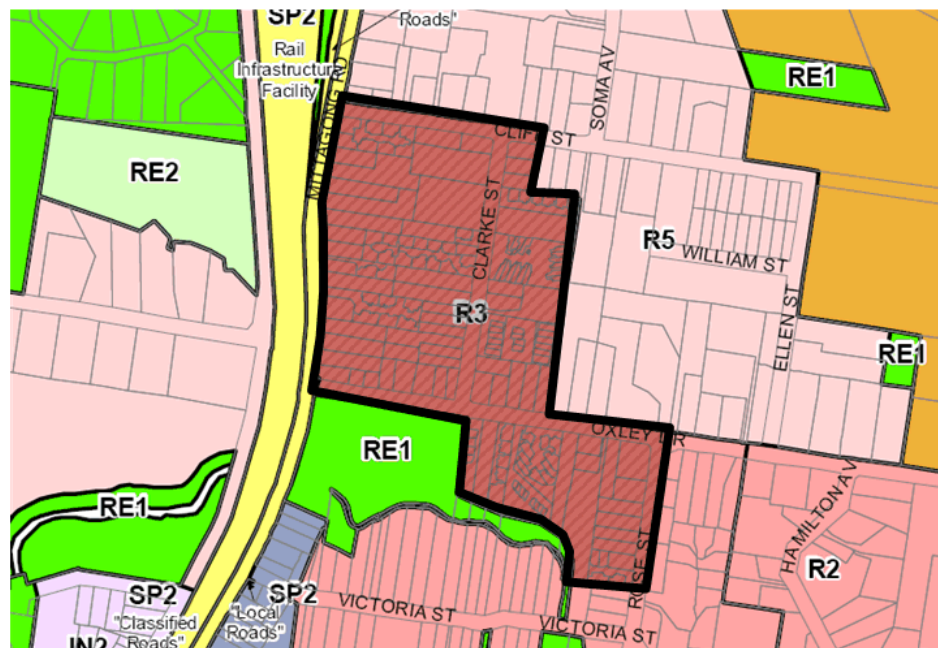 SP2
Roads"
Rail
Infrastructure
Facility
MITTAGONG RD
SOMA AV
RE1
CLIFF ST
RE2
CLARKE ST
R5
WILLIAM ST
R3
ELLEN ST
RE1
OXLEY DR
RE1
HAMILTON AV
RE1
R2
ROSE ST
SP2
"Classified
Roads"
SP2
"Local
Roads"
VICTORIA ST
VICTORIA ST
IN2